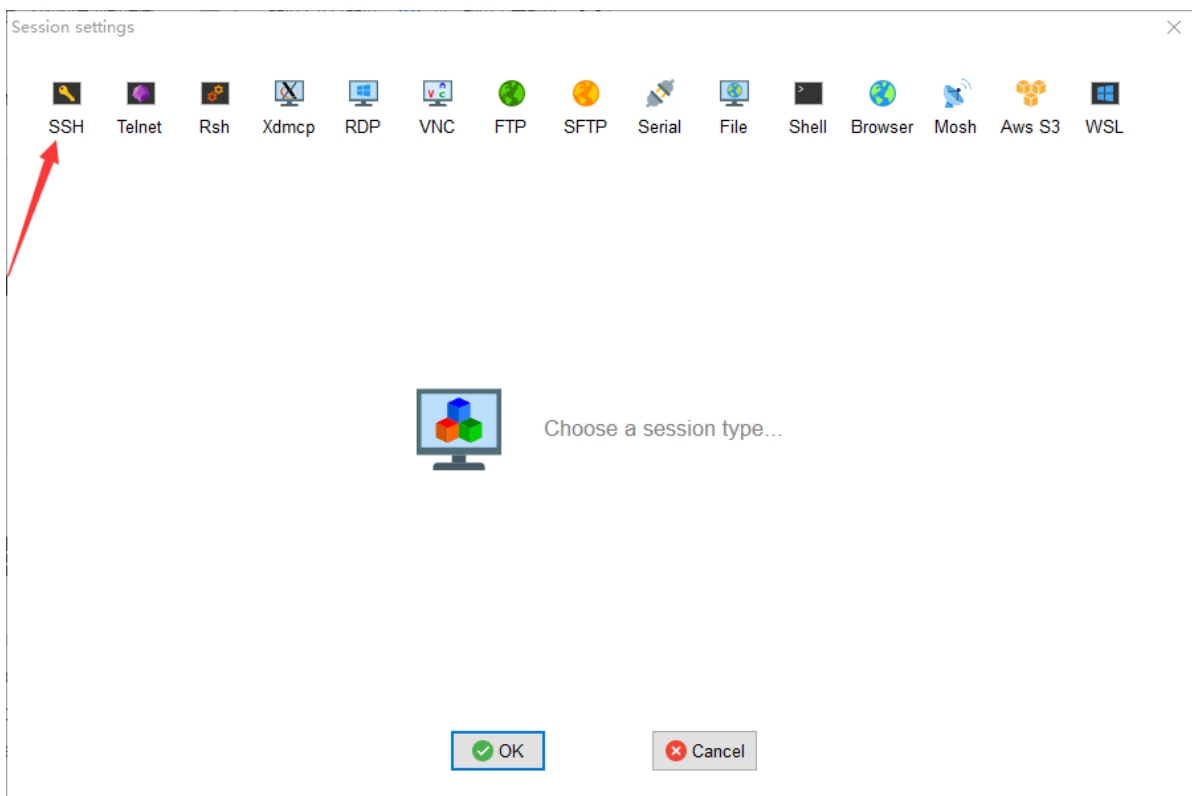 Session settings
SSH Telnet Rsh Xdmcp RDP VNC FTP SFTP Serial File Shell Browser Mosh Aws S3 WSL
Choose a session type...
OK Cancel